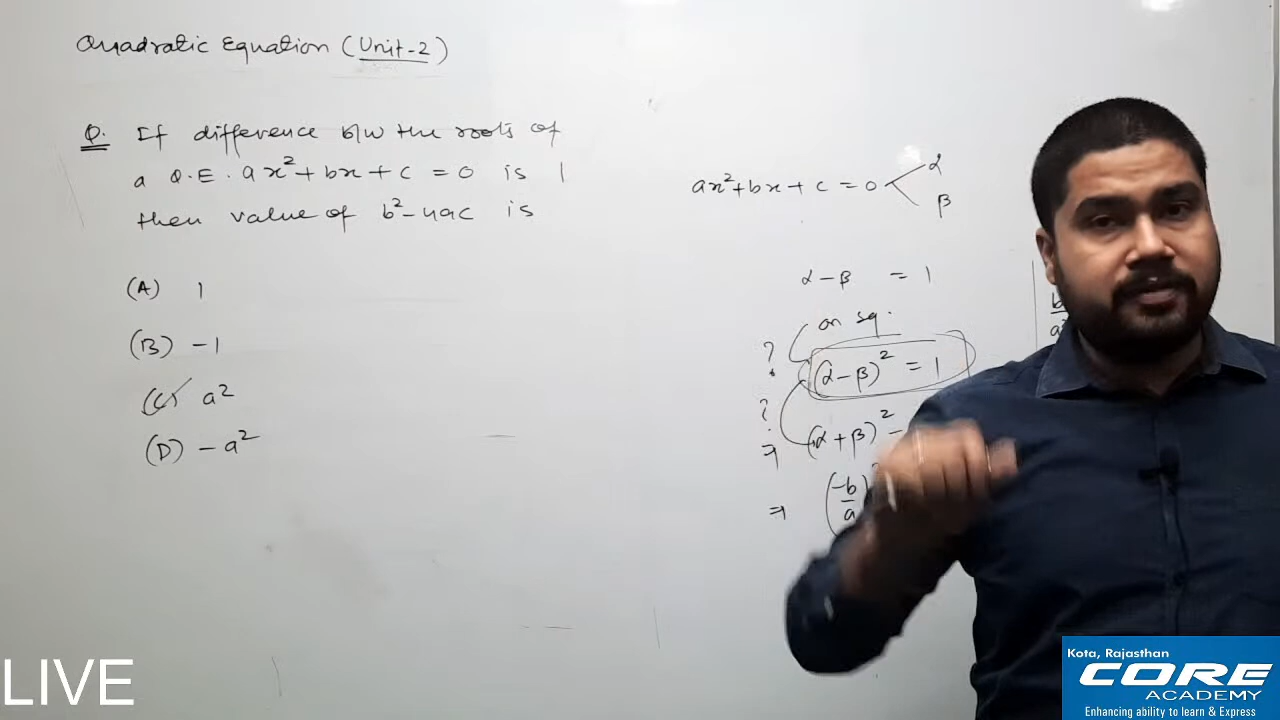 Quadratic Equation (Unit-2)
Q. If difference b/w the roots of
a Q.E. ax²+bx+c = 0 is 1
then value of b²-4ac is
(A) 1
(B) -1
(C) a²
(D) -a²
ax²+bx+c=0
α
β
α-β = 1
on sq.
? (α-β)² = 1
?
⇒ (α+β)² -
⇒ (-b/a)²
b
a²
LIVE
Kota, Rajasthan
CORE
ACADEMY
Enhancing ability to learn & Express